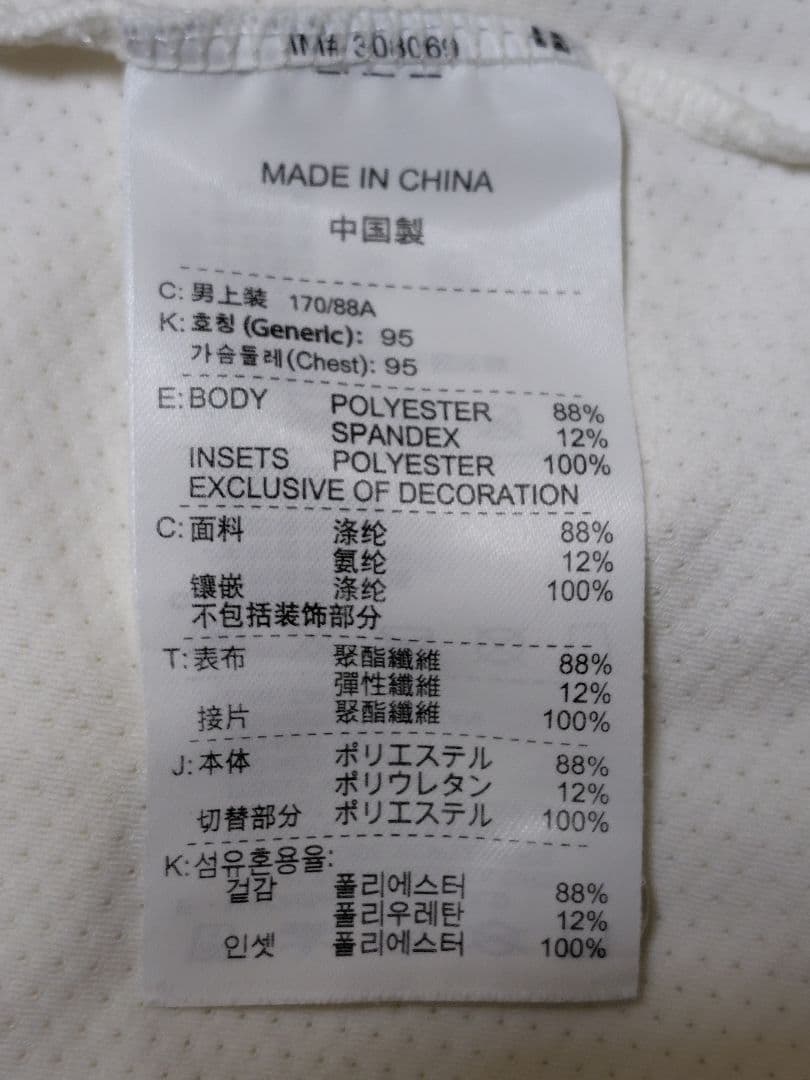 MADE IN CHINA
中国製
C: 男上装 170/88A
K: 호칭 (Generic): 95
가슴둘레(Chest): 95
E: BODY POLYESTER 88%
SPANDEX 12%
INSETS POLYESTER 100%
EXCLUSIVE OF DECORATION
C: 面料 涤纶 88%
氨纶 12%
镶嵌 涤纶 100%
不包括装饰部分
T: 表布 聚酯纖維 88%
彈性纖維 12%
接片 聚酯纖維 100%
J: 本体 ポリエステル 88%
ポリウレタン 12%
切替部分 ポリエステル 100%
K: 섬유혼용율:
겉감 폴리에스터 88%
폴리우레탄 12%
인셋 폴리에스터 100%